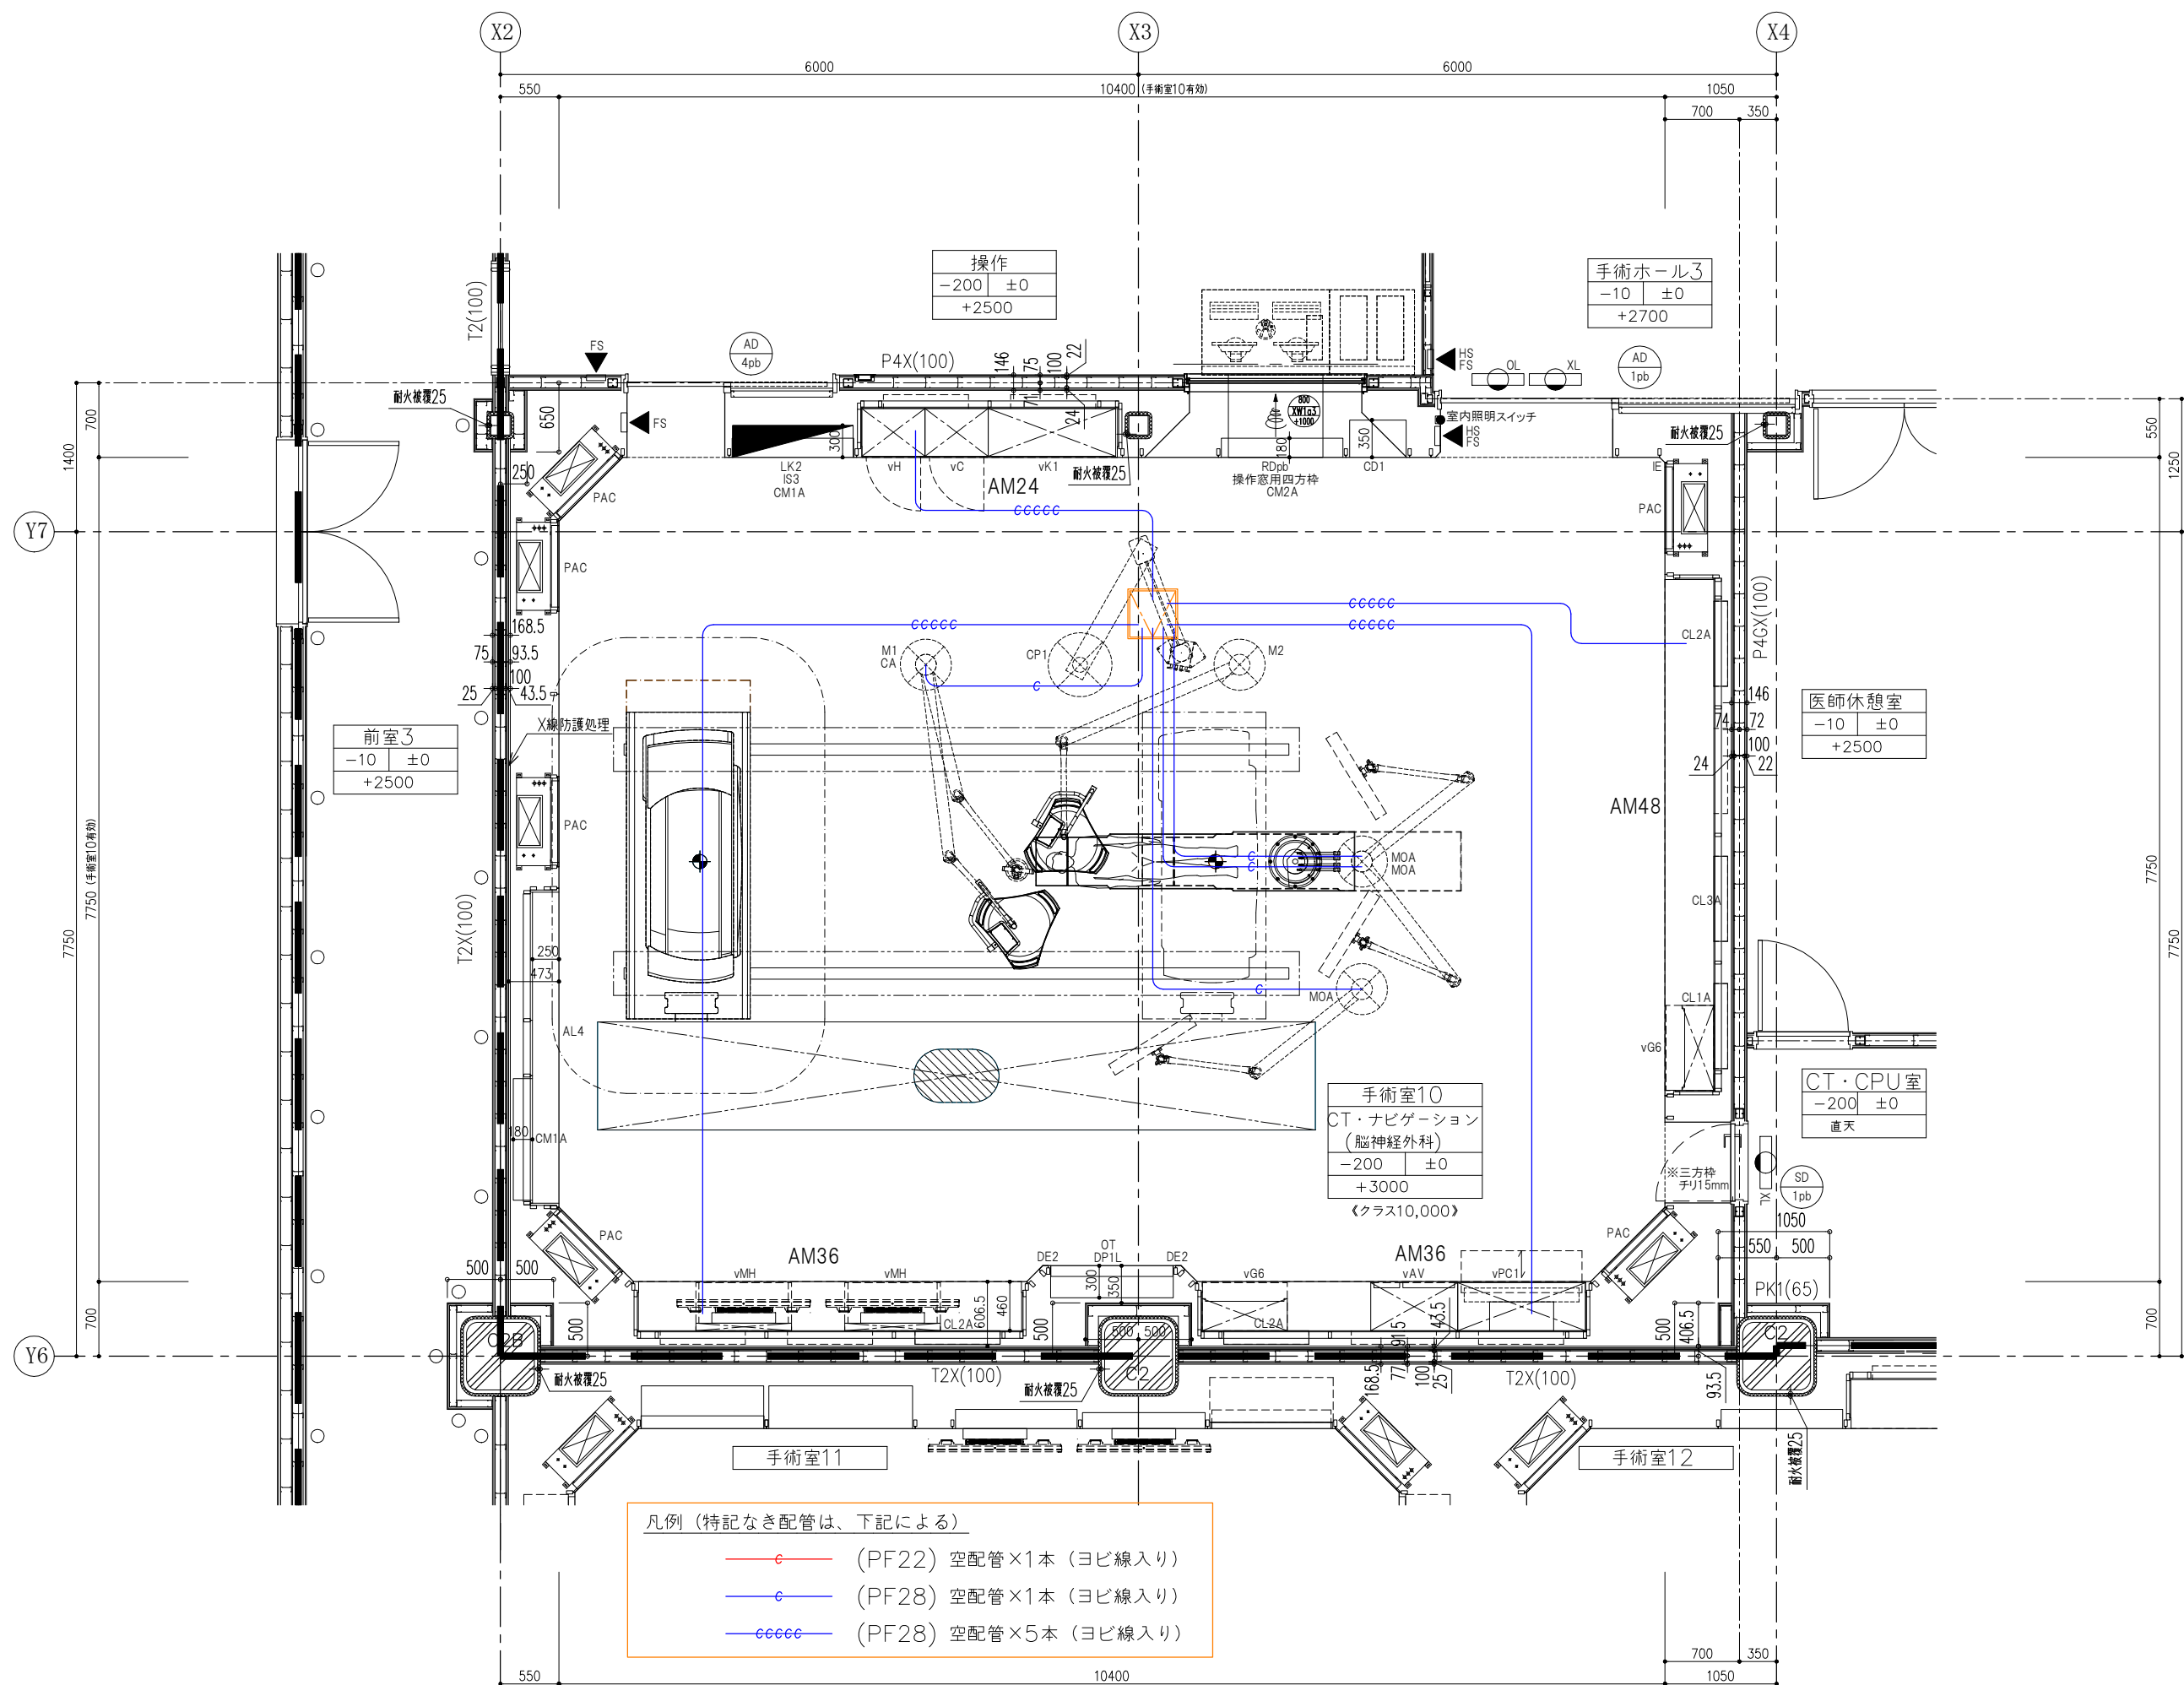 X2
X3
X4
6000
6000
550
10400 (手術室10有効)
1050
700
350
操作
-200 ±0
+2500
手術ホール3
-10 ±0
+2700
T2(100)
FS
AD
4pb
P4X(100)
146
75
100
22
71
24
HS
FS
OL
XL
AD
1pb
耐火被覆25
650
FS
300
800
XW1a3
+1000
180
350
室内照明スイッチ
HS
FS
耐火被覆25
700
1400
550
1250
250
PAC
LK2
IS3
CM1A
vH
vC
vK1
AM24
耐火被覆25
RDpb
操作窓用四方枠
CM2A
CD1
IE
PAC
Y7
ccccc
PAC
168.5
75
93.5
100
25
43.5
ccccc
ccccc
ccccc
M1
CA
CP1
M2
c
CL2A
P4GX(100)
146
74
72
100
24
22
医師休憩室
-10 ±0
+2500
前室3
-10 ±0
+2500
X線防護処理
PAC
AM48
7750
7750 (手術室10有効)
7750
7750
c
c
MOA
MOA
CL3A
T2X(100)
250
473
c
MOA
CL1A
AL4
vG6
180
CM1A
手術室10
CT・ナビゲーション
(脳神経外科)
-200 ±0
+3000
《クラス10,000》
CT・CPU室
-200 ±0
直天
※三方枠
チリ15mm
XL
SD
1pb
1050
550
500
PAC
AM36
vMH
vMH
DE2
OT
DP1L
DE2
vG6
AM36
vAV
vPC1
PAC
PK1(65)
500
500
500
300
350
606.5
460
500
500
500
CL2A
CL2A
43.5
91.5
500
406.5
700
700
Y6
C2B
C2
C2
耐火被覆25
T2X(100)
耐火被覆25
168.5
77
100
25
T2X(100)
93.5
耐火被覆25
手術室11
手術室12
凡例 (特記なき配管は、下記による)
c (PF22) 空配管×1本 (ヨビ線入り)
c (PF28) 空配管×1本 (ヨビ線入り)
ccccc (PF28) 空配管×5本 (ヨビ線入り)
700
350
550
10400
1050